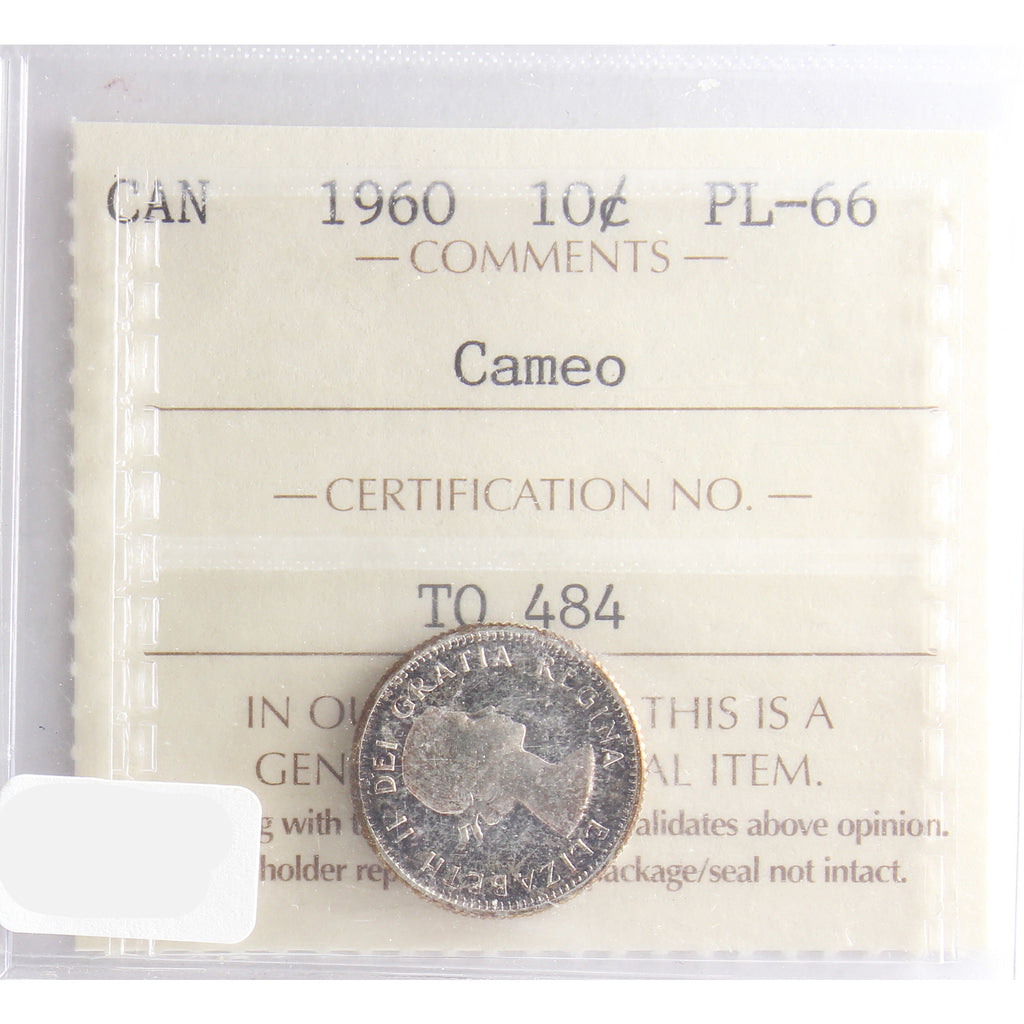 CAN 1960 10¢ PL-66
— COMMENTS —
Cameo
— CERTIFICATION NO. —
TO 484
IN THIS IS A
GEN AL ITEM.
g with alidates above opinion.
holder rep ackage/seal not intact.
ELIZABETH II DEI GRATIA REGINA